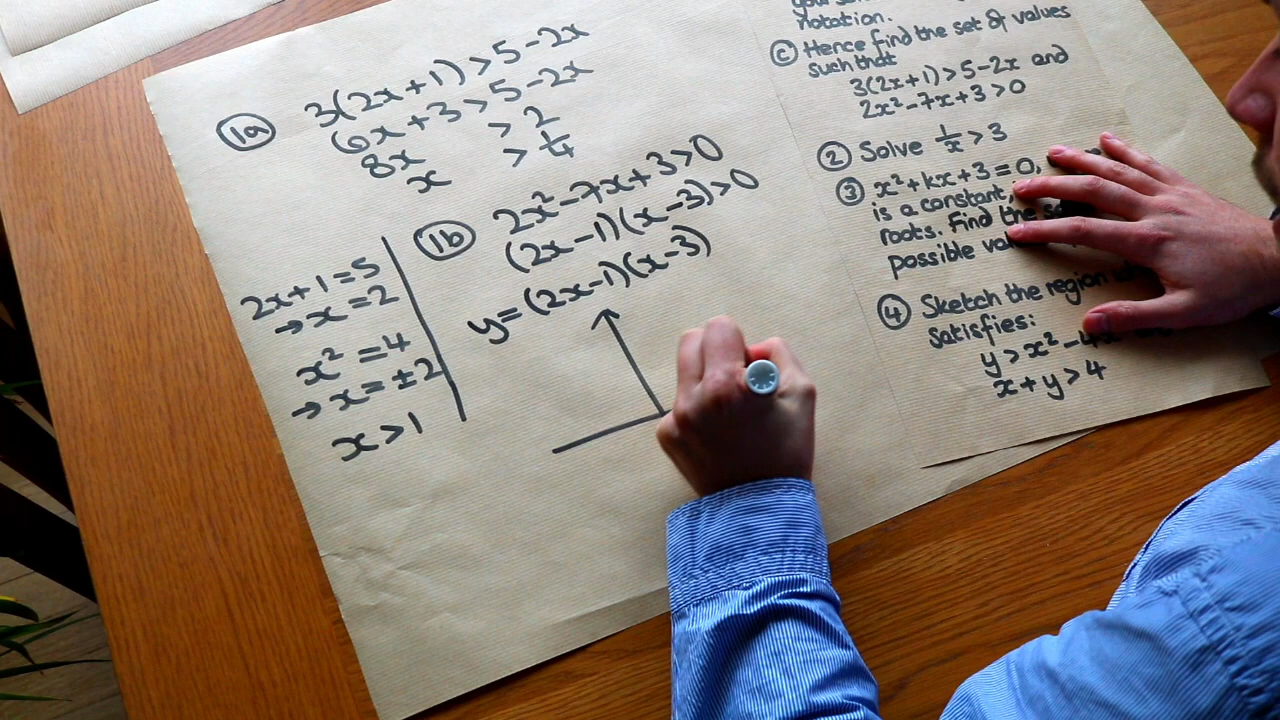 1a 3(2x+1)>5-2x
6x+3>5-2x
8x > 2
x > 1/4
1b 2x²-7x+3>0
(2x-1)(x-3)>0
y=(2x-1)(x-3)
2x+1=5
→x=2
x²=4
→x=±2
x>1
notation.
c Hence find the set of values
such that
3(2x+1)>5-2x and
2x²-7x+3>0
2 Solve 1/x>3
3 x²+kx+3=0,
is a constant,
roots. Find the
possible
4 Sketch the region
satisfies:
y>x²-4x
x+y>4